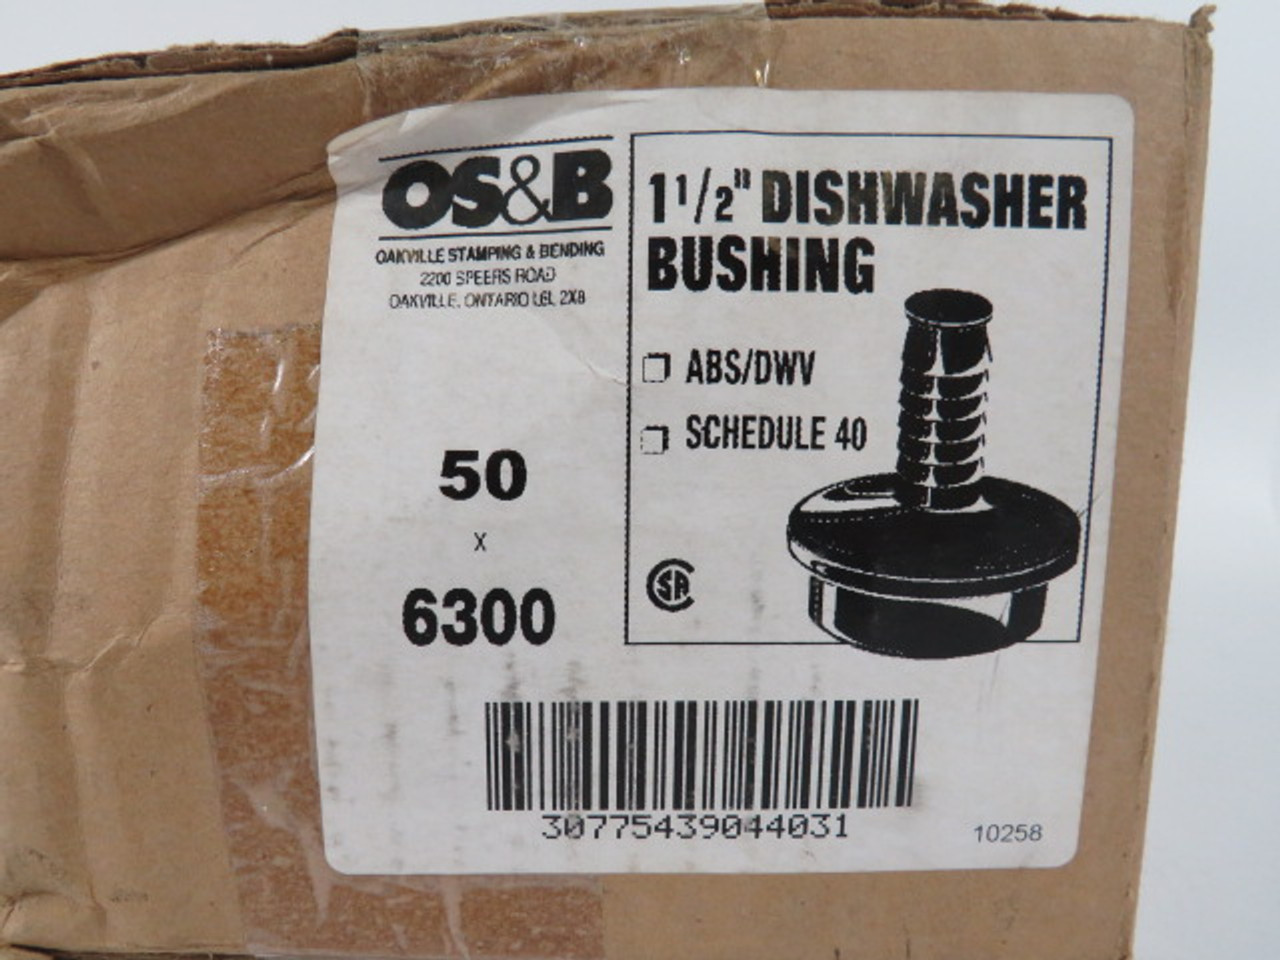 OS&B
OAKVILLE STAMPING & BENDING
2200 SPEERS ROAD
OAKVILLE, ONTARIO L6L 2X8
1 1/2" DISHWASHER
BUSHING
ABS/DWV
SCHEDULE 40
50
x
6300
CSA
30775439044031
10258